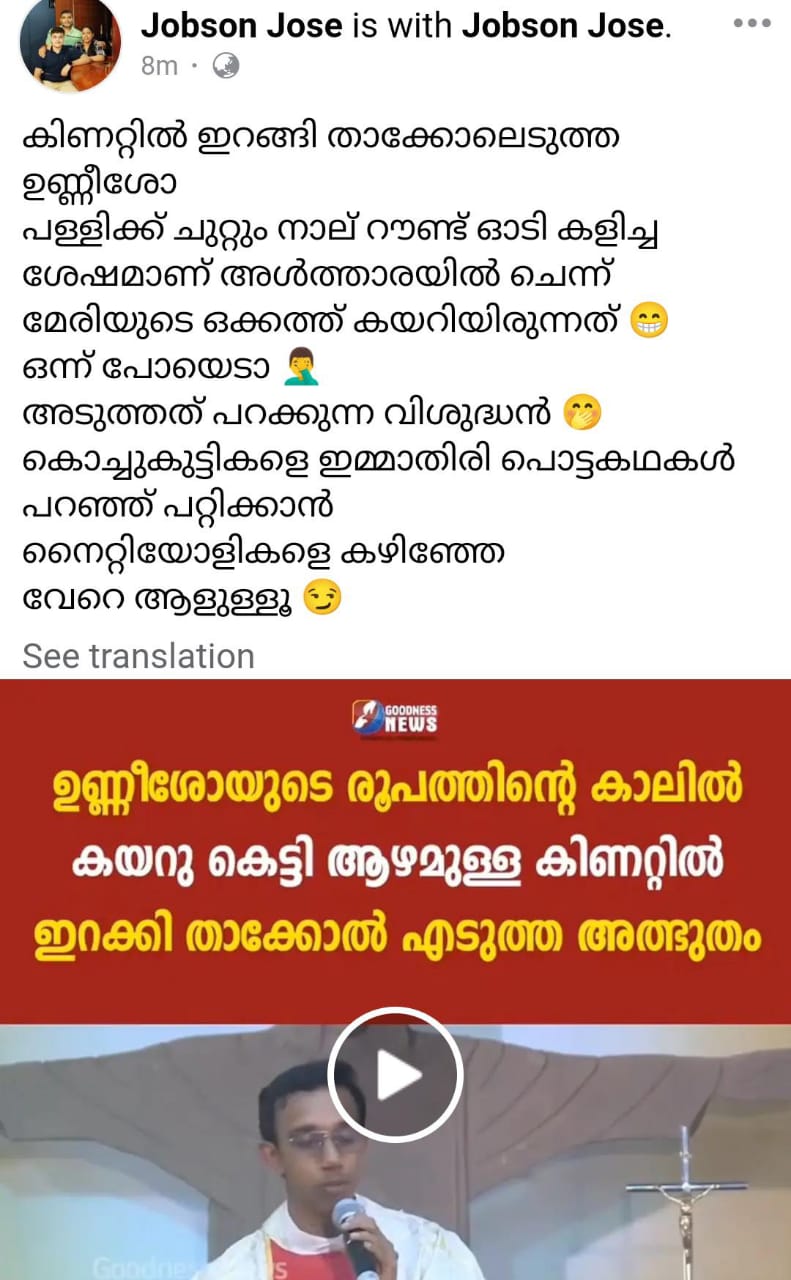 Jobson Jose is with Jobson Jose.
8m
കിണറ്റിൽ ഇറങ്ങി താക്കോലെടുത്ത
ഉണ്ണീശോ
പള്ളിക്ക് ചുറ്റും നാല് റൗണ്ട് ഓടി കളിച്ച
ശേഷമാണ് അൾത്താരയിൽ ചെന്ന്
മേരിയുടെ ഒക്കത്ത് കയറിയിരുന്നത് 😁
ഒന്ന് പോയെടാ 🤦‍♂️
അടുത്തത് പറക്കുന്ന വിശുദ്ധൻ 🤭
കൊച്ചുകുട്ടികളെ ഇമ്മാതിരി പൊട്ടകഥകൾ
പറഞ്ഞ് പറ്റിക്കാൻ
നൈറ്റിയോളികളെ കഴിഞ്ഞേ
വേറെ ആളുള്ളൂ 😏
See translation
GOODNESS
NEWS
ഉണ്ണീശോയുടെ രൂപത്തിന്റെ കാലിൽ
കയറു കെട്ടി ആഴമുള്ള കിണറ്റിൽ
ഇറക്കി താക്കോൽ എടുത്ത അത്ഭുതം
Goodness News